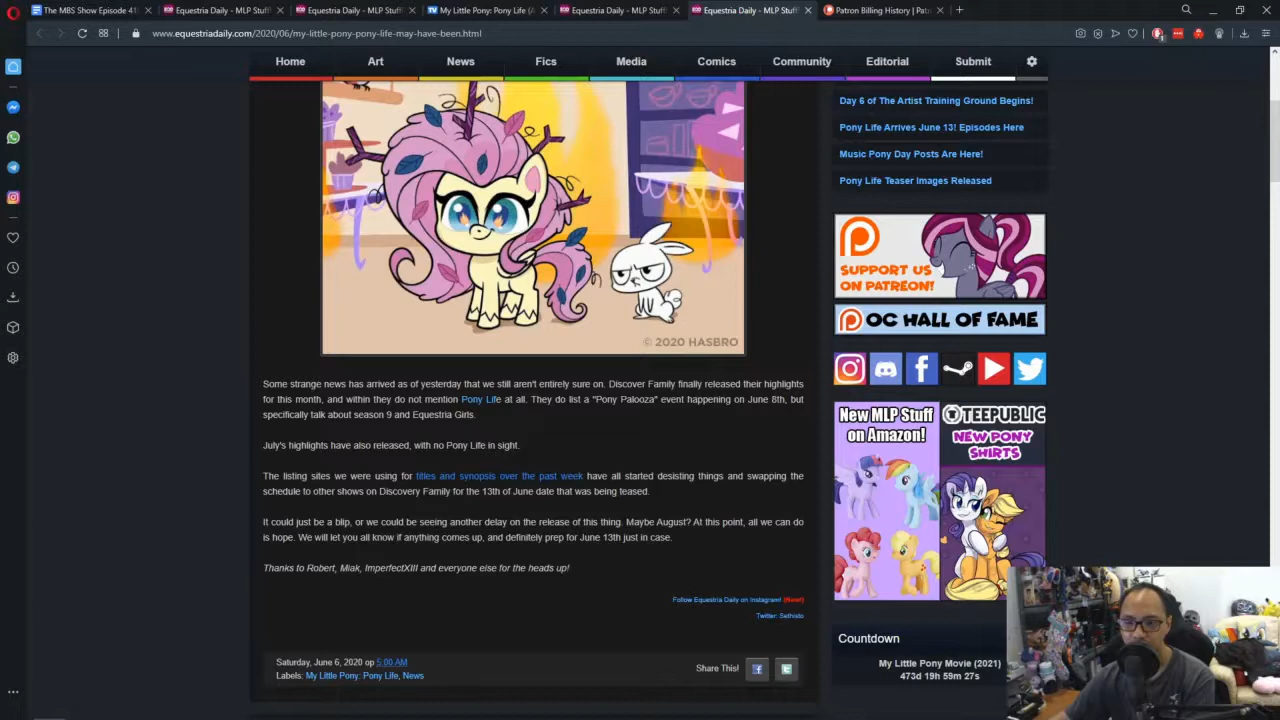 The MBS Show Episode 41
Equestria Daily - MLP Stuf
Equestria Daily - MLP Stuf
My Little Pony: Pony Life (
Equestria Daily - MLP Stuf
Equestria Daily - MLP Stuf
Patron Billing History | Pat
www.equestriadaily.com/2020/06/my-little-pony-pony-life-may-have-been.html
Home Art News Fics Media Comics Community Editorial Submit
© 2020 HASBRO
Some strange news has arrived as of yesterday that we still aren't entirely sure on. Discover Family finally released their highlights
for this month, and within they do not mention Pony Life at all. They do list a "Pony Palooza" event happening on June 8th, but
specifically talk about season 9 and Equestria Girls.
July's highlights have also released, with no Pony Life in sight.
The listing sites we were using for titles and synopsis over the past week have all started desisting things and swapping the
schedule to other shows on Discovery Family for the 13th of June date that was being teased.
It could just be a blip, or we could be seeing another delay on the release of this thing. Maybe August? At this point, all we can do
is hope. We will let you all know if anything comes up, and definitely prep for June 13th just in case.
Thanks to Robert, Miak, ImperfectXIII and everyone else for the heads up!
Follow Equestria Daily on Instagram! (New!)
Twitter: Sethisto
Saturday, June 6, 2020 op 5:00 AM
Labels: My Little Pony: Pony Life, News
Share This!
Day 6 of The Artist Training Ground Begins!
Pony Life Arrives June 13! Episodes Here
Music Pony Day Posts Are Here!
Pony Life Teaser Images Released
SUPPORT US
ON PATREON!
OC HALL OF FAME
New MLP Stuff
on Amazon!
TEEPUBLIC
NEW PONY
SHIRTS
Countdown
My Little Pony Movie (2021)
473d 19h 59m 27s